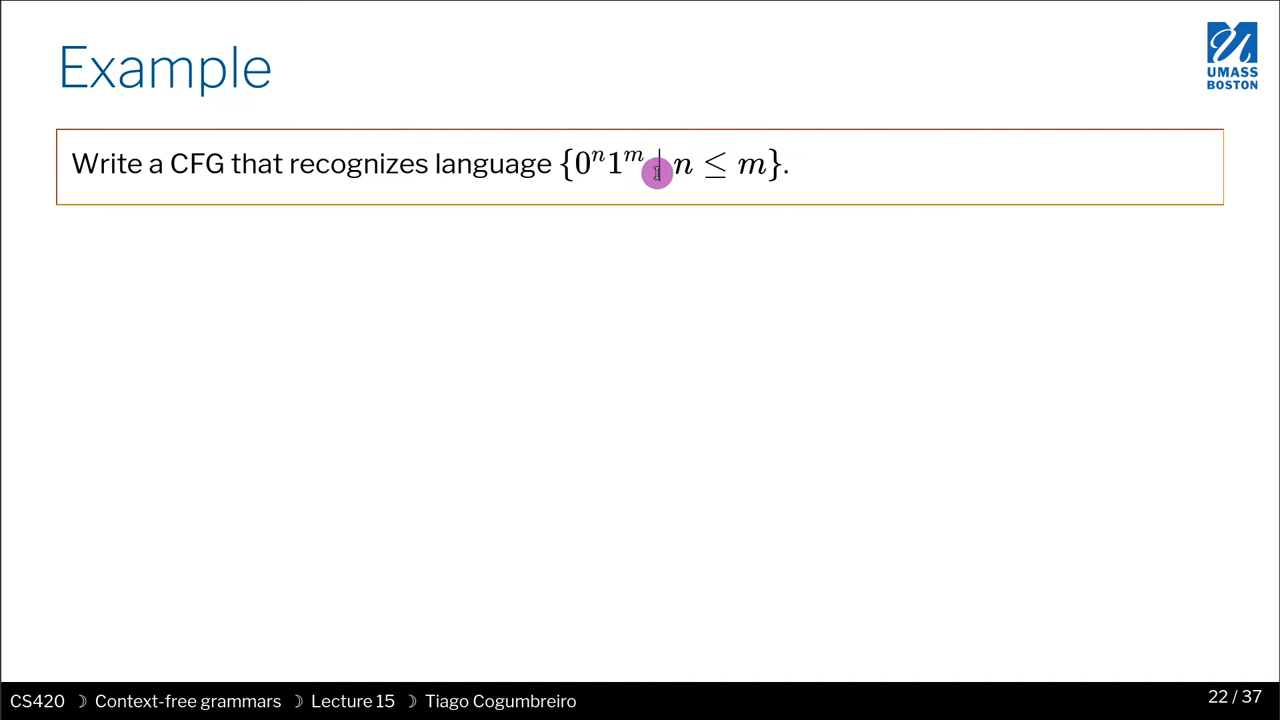 Example
UMASS
BOSTON
Write a CFG that recognizes language {0ⁿ1ᵐ | n ≤ m}.
CS420 ☽ Context-free grammars ☽ Lecture 15 ☽ Tiago Cogumbreiro
22 / 37